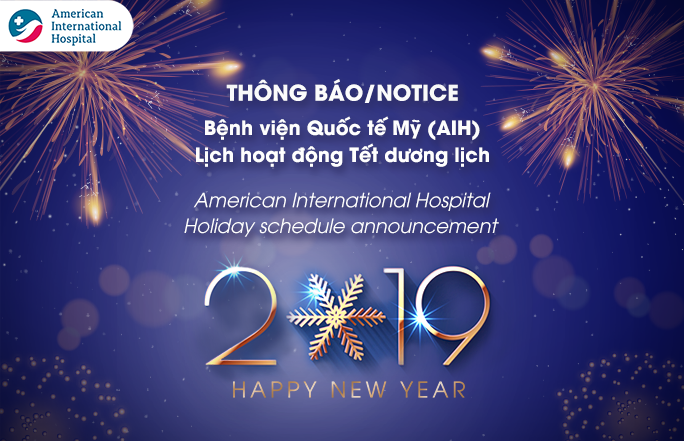 American
International
Hospital
THÔNG BÁO/NOTICE
Bệnh viện Quốc tế Mỹ (AIH)
Lịch hoạt động Tết dương lịch
American International Hospital
Holiday schedule announcement
2019
HAPPY NEW YEAR